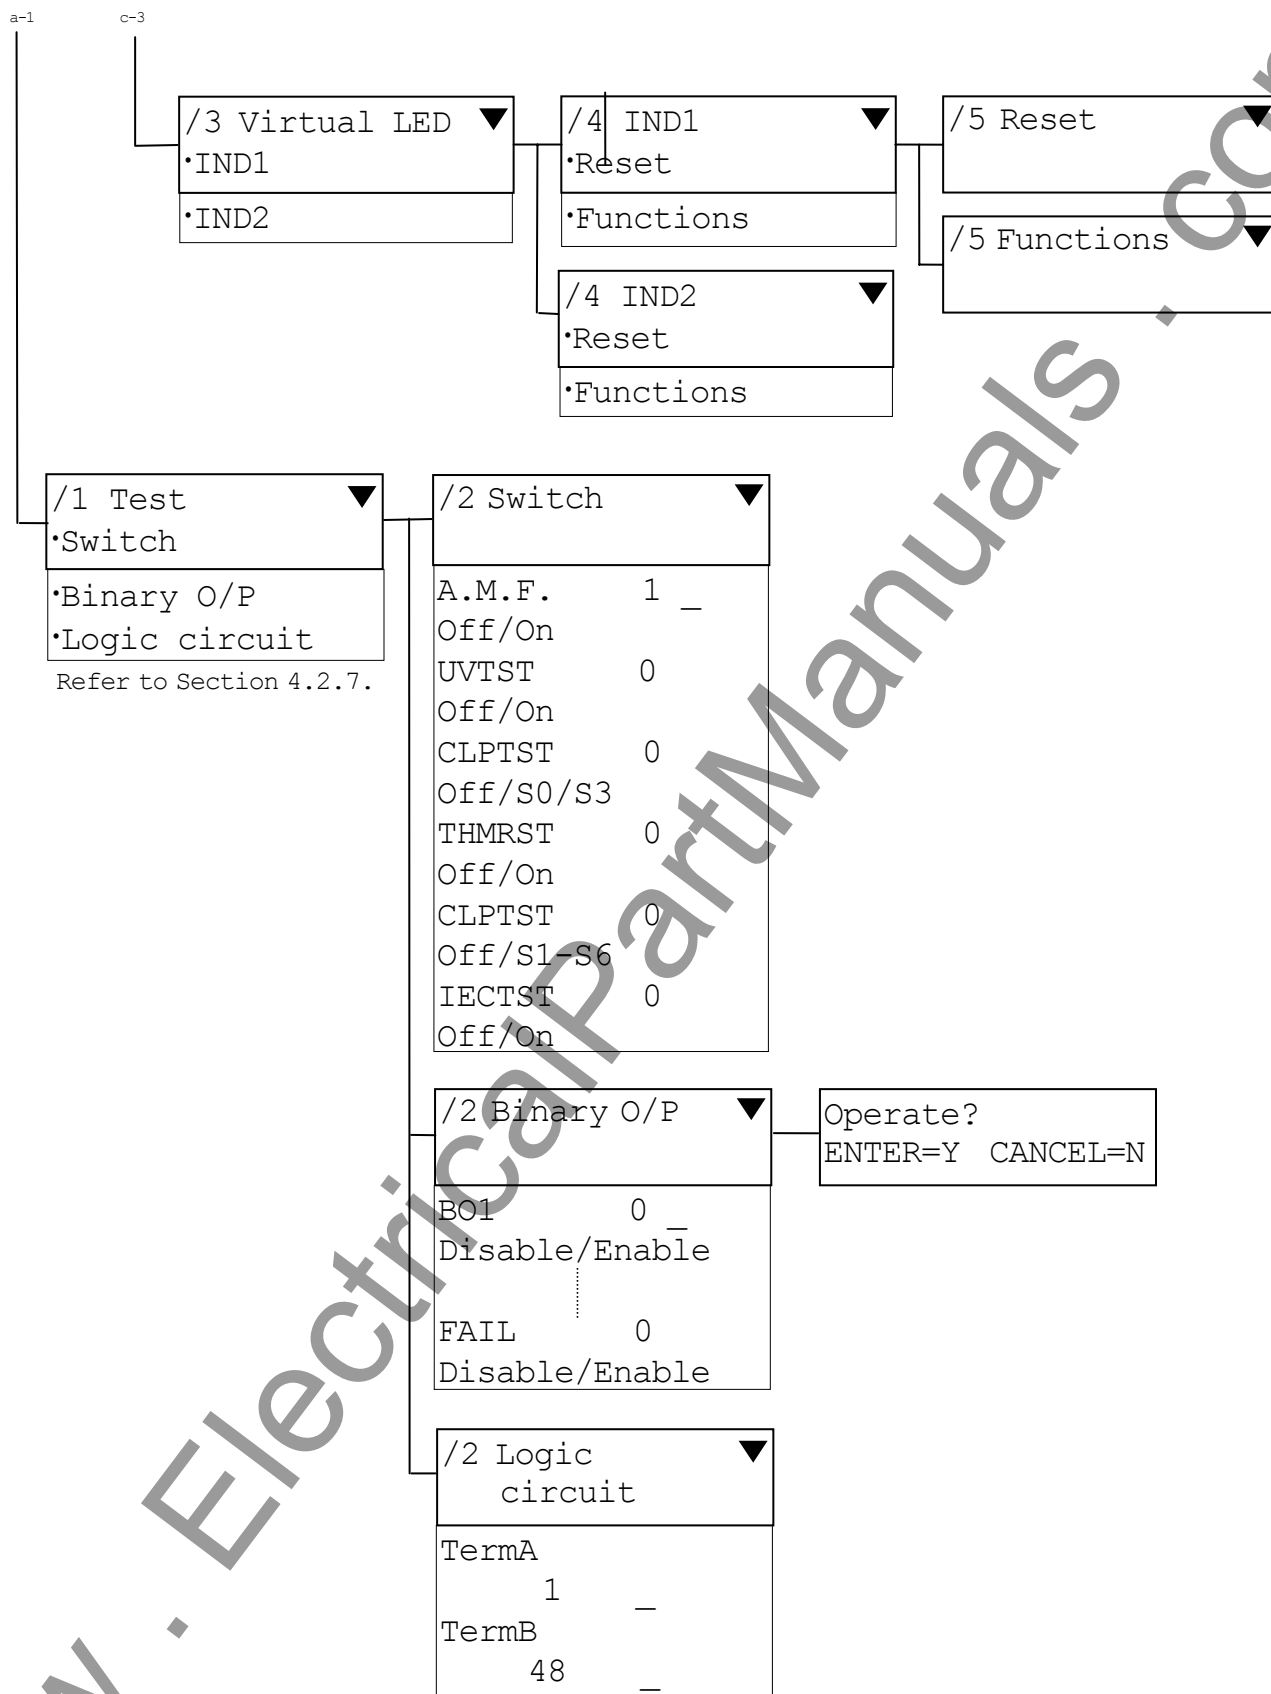 a-1
c-3
/3 Virtual LED
·IND1
·IND2
/4 IND1
·Reset
·Functions
/5 Reset
/5 Functions
/4 IND2
·Reset
·Functions
/1 Test
·Switch
·Binary O/P
·Logic circuit
Refer to Section 4.2.7.
/2 Switch
A.M.F. 1 _
Off/On
UVTST 0
Off/On
CLPTST 0
Off/S0/S3
THMRST 0
Off/On
CLPTST 0
Off/S1-S6
IECTST 0
Off/On
/2 Binary O/P
BO1 0 _
Disable/Enable
FAIL 0
Disable/Enable
Operate?
ENTER=Y CANCEL=N
/2 Logic
circuit
TermA
1 _
TermB
48 _
. ElectricalPartManuals .